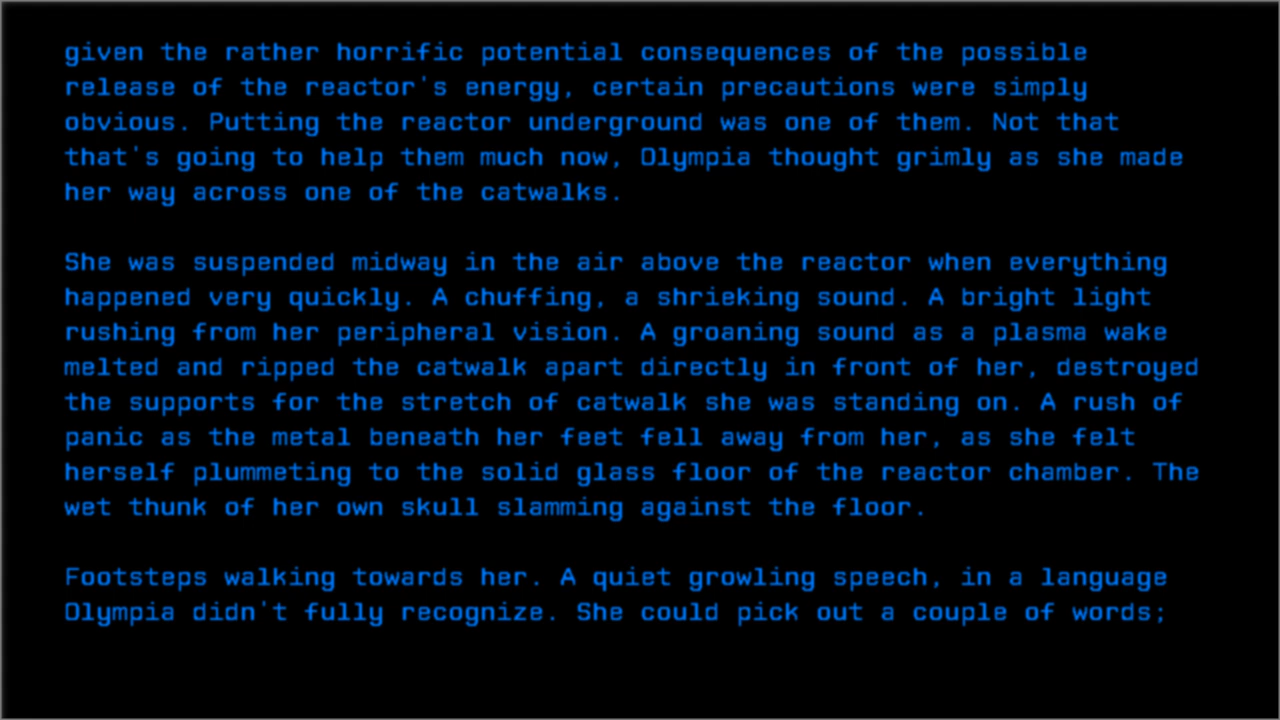 given the rather horrific potential consequences of the possible
release of the reactor's energy, certain precautions were simply
obvious. Putting the reactor underground was one of them. Not that
that's going to help them much now, Olympia thought grimly as she made
her way across one of the catwalks.
She was suspended midway in the air above the reactor when everything
happened very quickly. A chuffing, a shrieking sound. A bright light
rushing from her peripheral vision. A groaning sound as a plasma wake
melted and ripped the catwalk apart directly in front of her, destroyed
the supports for the stretch of catwalk she was standing on. A rush of
panic as the metal beneath her feet fell away from her, as she felt
herself plummeting to the solid glass floor of the reactor chamber. The
wet thunk of her own skull slamming against the floor.
Footsteps walking towards her. A quiet growling speech, in a language
Olympia didn't fully recognize. She could pick out a couple of words;